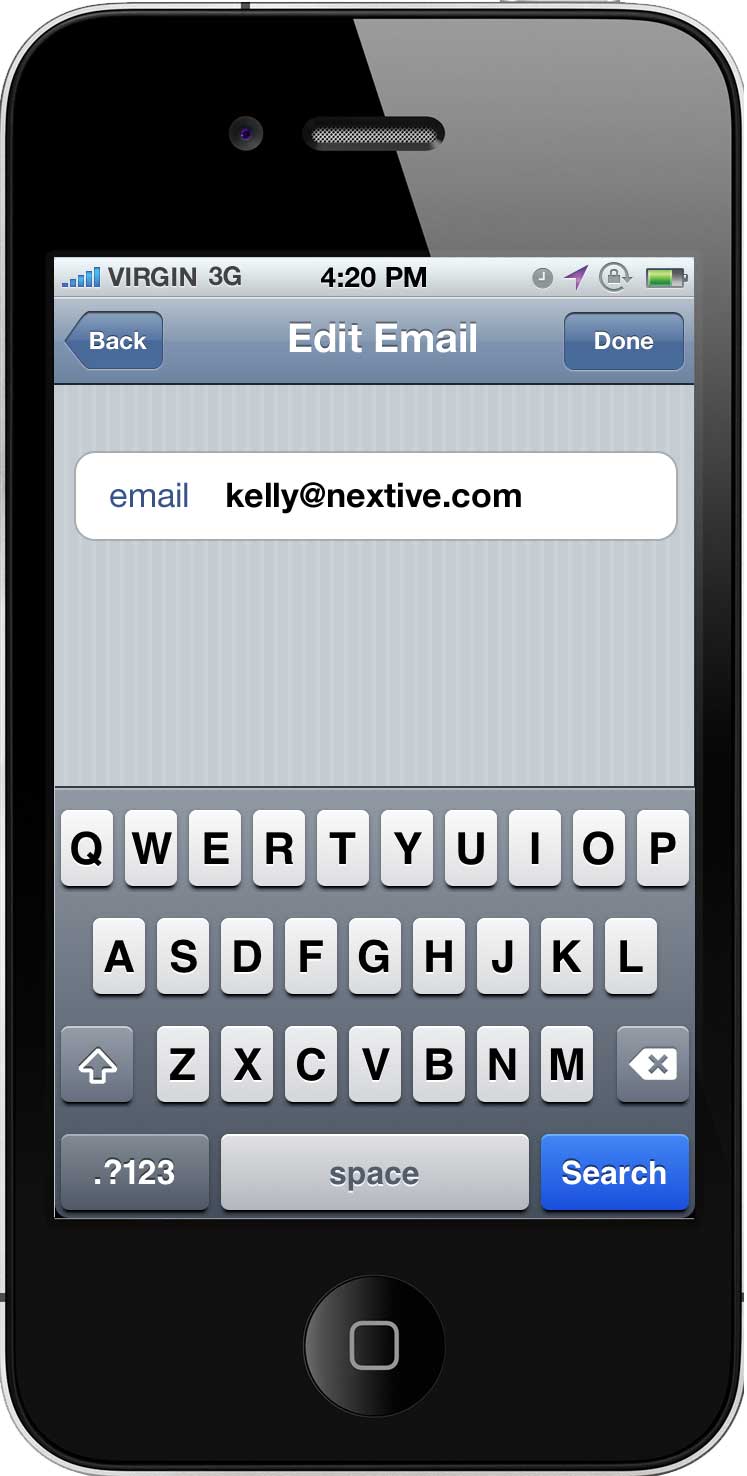 VIRGIN 3G 4:20 PM
Back Edit Email Done
email kelly@nextive.com
Q W E R T Y U I O P
A S D F G H J K L
Z X C V B N M
.?123 space Search